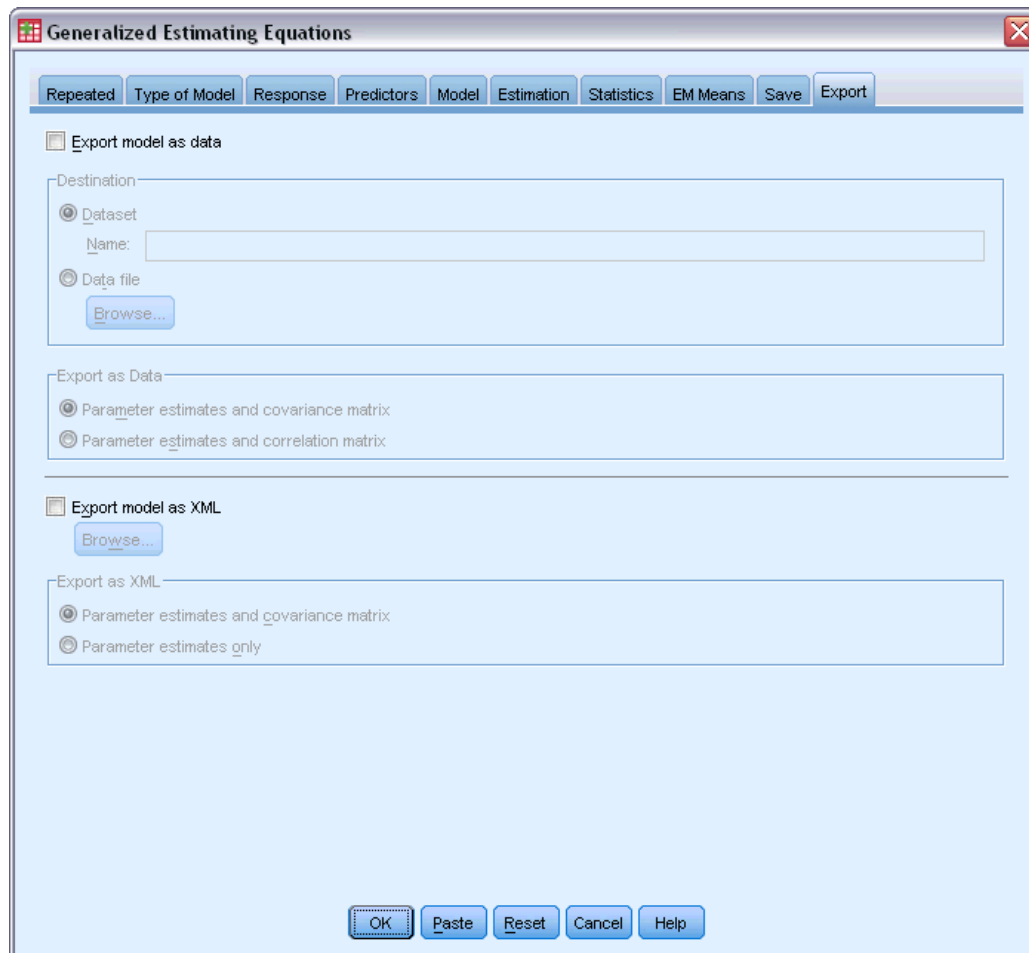 Generalized Estimating Equations
Repeated Type of Model Response Predictors Model Estimation Statistics EM Means Save Export
Export model as data
Destination
Dataset
Name:
Data file
Browse...
Export as Data
Parameter estimates and covariance matrix
Parameter estimates and correlation matrix
Export model as XML
Browse...
Export as XML
Parameter estimates and covariance matrix
Parameter estimates only
OK Paste Reset Cancel Help